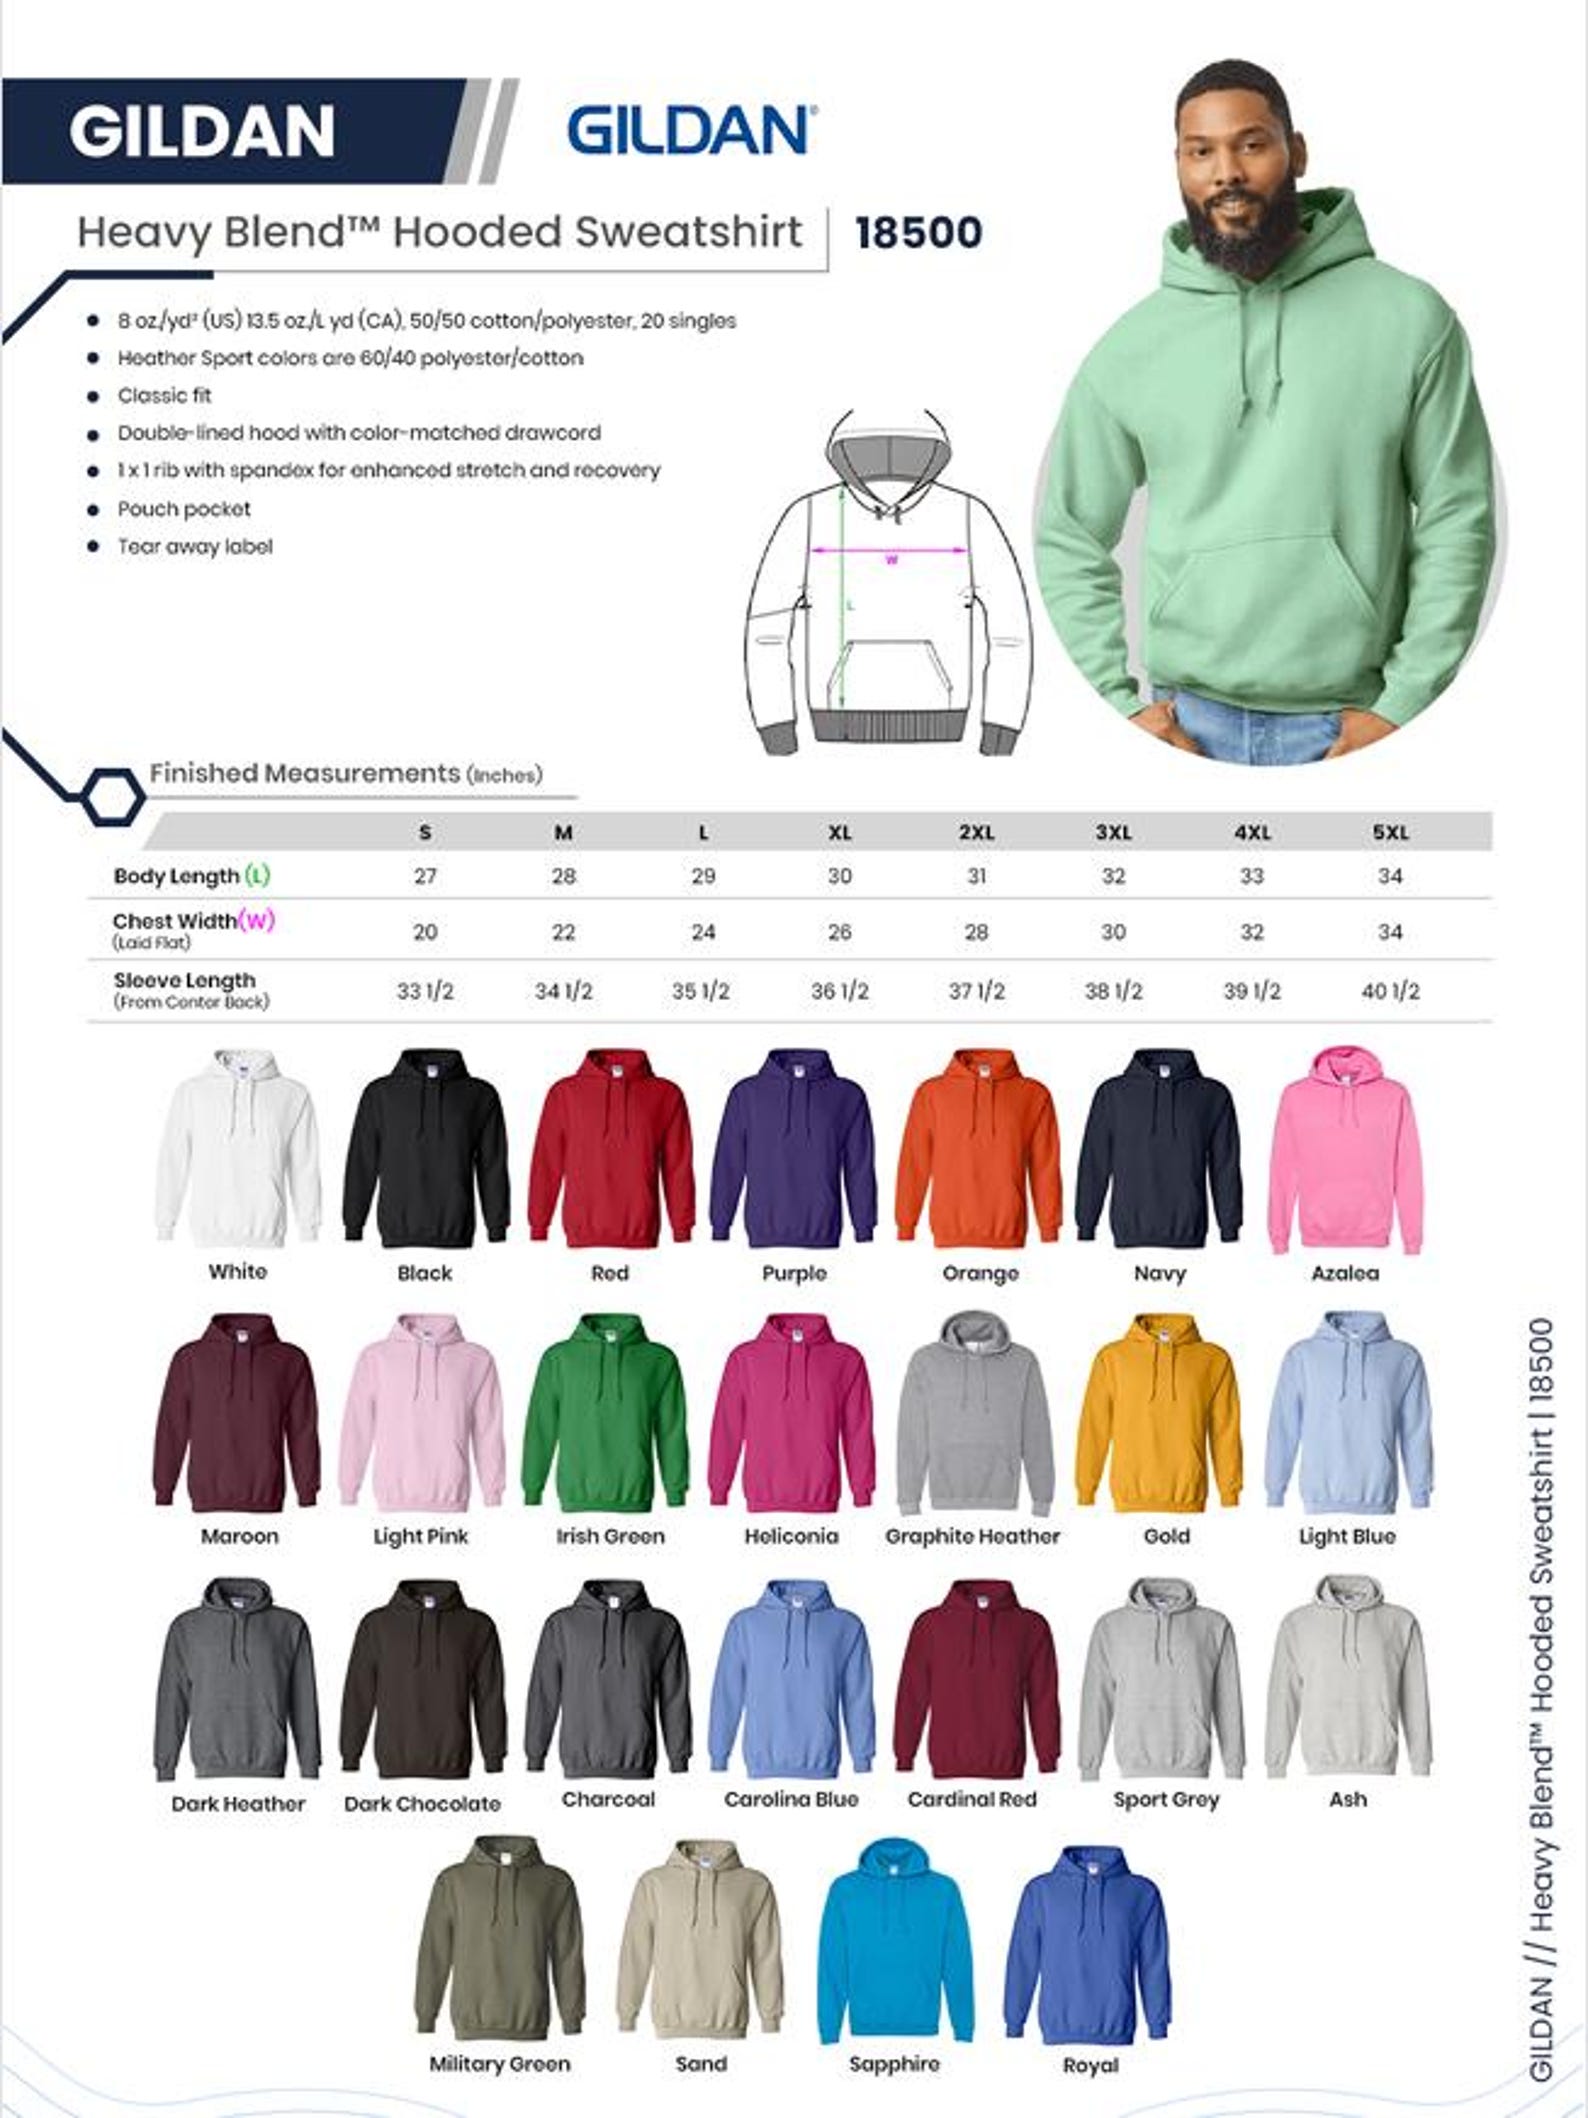 GILDAN
GILDAN®
Heavy Blend™ Hooded Sweatshirt
18500
8 oz./yd² (US) 13.5 oz./L yd (CA), 50/50 cotton/polyester, 20 singles
Heather Sport colors are 60/40 polyester/cotton
Classic fit
Double-lined hood with color-matched drawcord
1 x 1 rib with spandex for enhanced stretch and recovery
Pouch pocket
Tear away label
W
L
Finished Measurements (Inches)
S M L XL 2XL 3XL 4XL 5XL
Body Length (L) 27 28 29 30 31 32 33 34
Chest Width(W)
(Laid Flat)
20 22 24 26 28 30 32 34
Sleeve Length
(From Center Back)
33 1/2 34 1/2 35 1/2 36 1/2 37 1/2 38 1/2 39 1/2 40 1/2
White Black Red Purple Orange Navy Azalea
Maroon Light Pink Irish Green Heliconia Graphite Heather Gold Light Blue
Dark Heather Dark Chocolate Charcoal Carolina Blue Cardinal Red Sport Grey Ash
Military Green Sand Sapphire Royal
GILDAN // Heavy Blend™ Hooded Sweatshirt | 18500